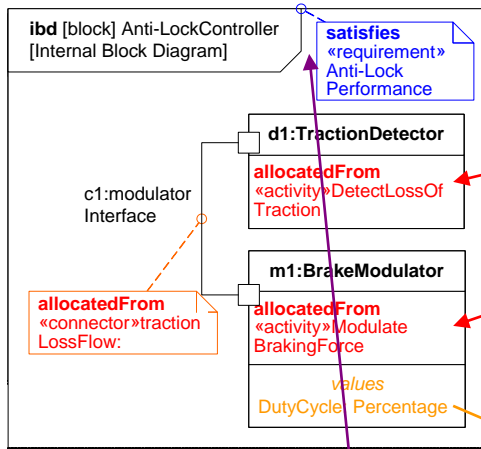 ibd [block] Anti-LockController
[Internal Block Diagram]
satisfies
«requirement»
Anti-Lock
Performance
d1:TractionDetector
allocatedFrom
«activity»DetectLossOf
Traction
c1:modulator
Interface
m1:BrakeModulator
allocatedFrom
«activity»Modulate
BrakingForce
allocatedFrom
«connector»traction
LossFlow:
values
DutyCycle: Percentage